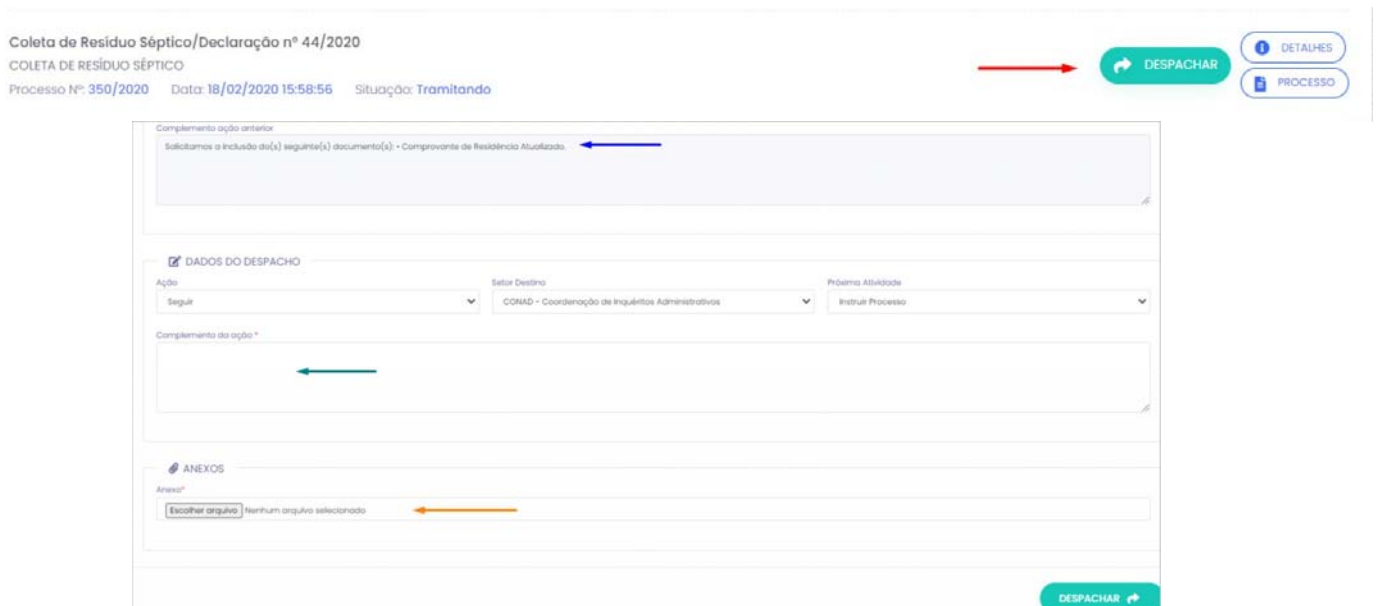 Coleta de Resíduo Séptico/Declaração nº 44/2020
COLETA DE RESÍDUO SÉPTICO
Processo Nº: 350/2020 Data: 18/02/2020 15:58:56 Situação: Tramitando
DESPACHAR
DETALHES
PROCESSO
Complemento ação anterior
Solicitamos a inclusão do(s) seguinte(s) documento(s): • Comprovante de Residência Atualizado.
DADOS DO DESPACHO
Ação Setor Destino Próxima Atividade
Seguir CONAD - Coordenação de Inquéritos Administrativos Instruir Processo
Complemento da ação *
ANEXOS
Anexo*
Escolher arquivo Nenhum arquivo selecionado
DESPACHAR